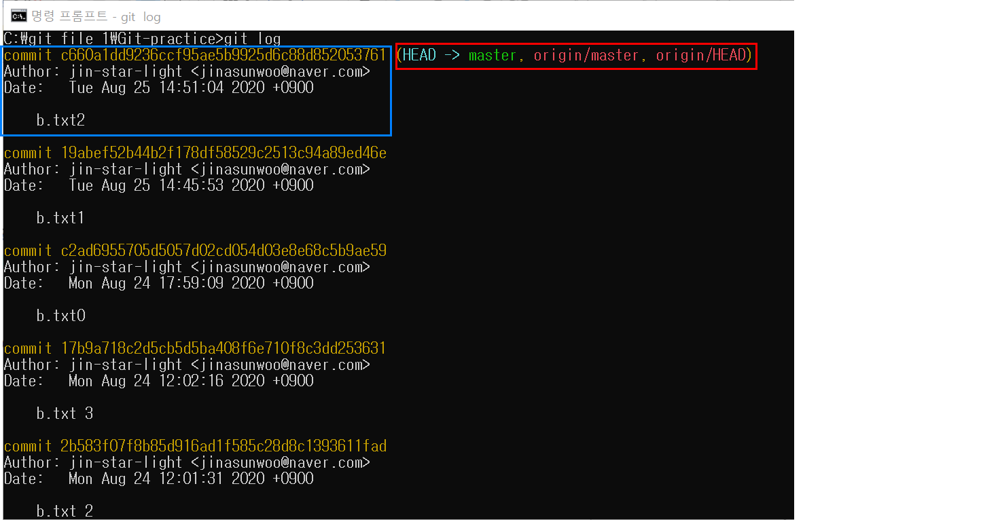 명령 프롬프트 - git log
C:₩git file 1₩Git-practice>git log
commit c660a1dd9236ccf95ae5b9925d6c88d852053761 (HEAD -> master, origin/master, origin/HEAD)
Author: jin-star-light <jinasunwoo@naver.com>
Date:   Tue Aug 25 14:51:04 2020 +0900
b.txt2
commit 19abef52b44b2f178df58529c2513c94a89ed46e
Author: jin-star-light <jinasunwoo@naver.com>
Date:   Tue Aug 25 14:45:53 2020 +0900
b.txt1
commit c2ad6955705d5057d02cd054d03e8e68c5b9ae59
Author: jin-star-light <jinasunwoo@naver.com>
Date:   Mon Aug 24 17:59:09 2020 +0900
b.txt0
commit 17b9a718c2d5cb5d5ba408f6e710f8c3dd253631
Author: jin-star-light <jinasunwoo@naver.com>
Date:   Mon Aug 24 12:02:16 2020 +0900
b.txt 3
commit 2b583f07f8b85d916ad1f585c28d8c1393611fad
Author: jin-star-light <jinasunwoo@naver.com>
Date:   Mon Aug 24 12:01:31 2020 +0900
b.txt 2